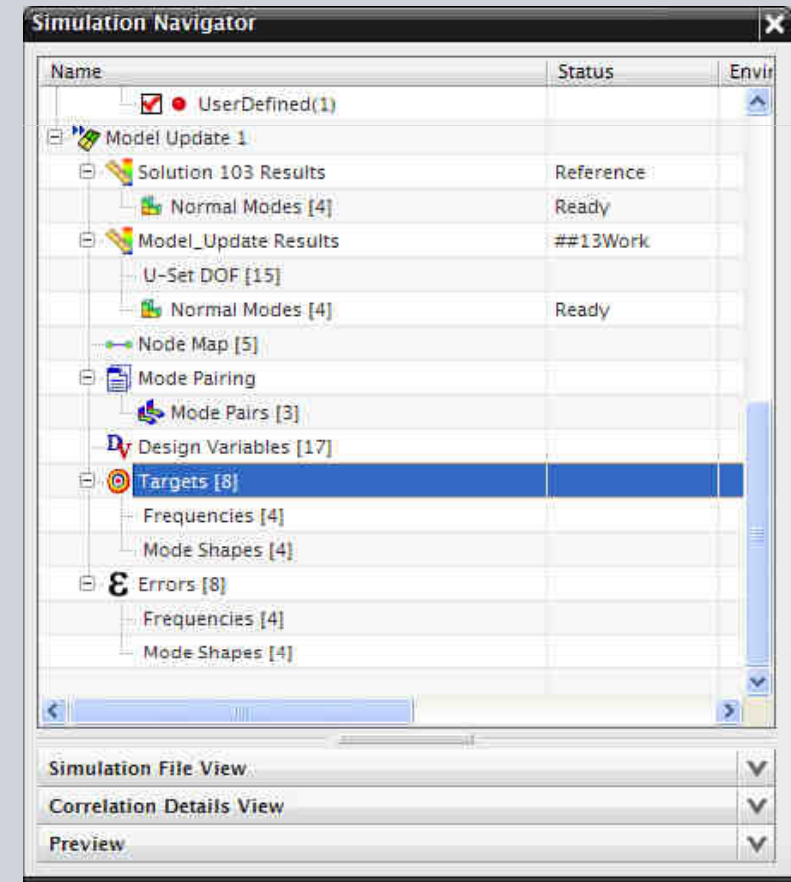 Simulation Navigator
Name Status Envir
UserDefined(1)
Model Update 1
Solution 103 Results Reference
Normal Modes [4] Ready
Model_Update Results ##13Work
U-Set DOF [15]
Normal Modes [4] Ready
Node Map [5]
Mode Pairing
Mode Pairs [3]
DV Design Variables [17]
Targets [8]
Frequencies [4]
Mode Shapes [4]
Ɛ Errors [8]
Frequencies [4]
Mode Shapes [4]
Simulation File View
Correlation Details View
Preview